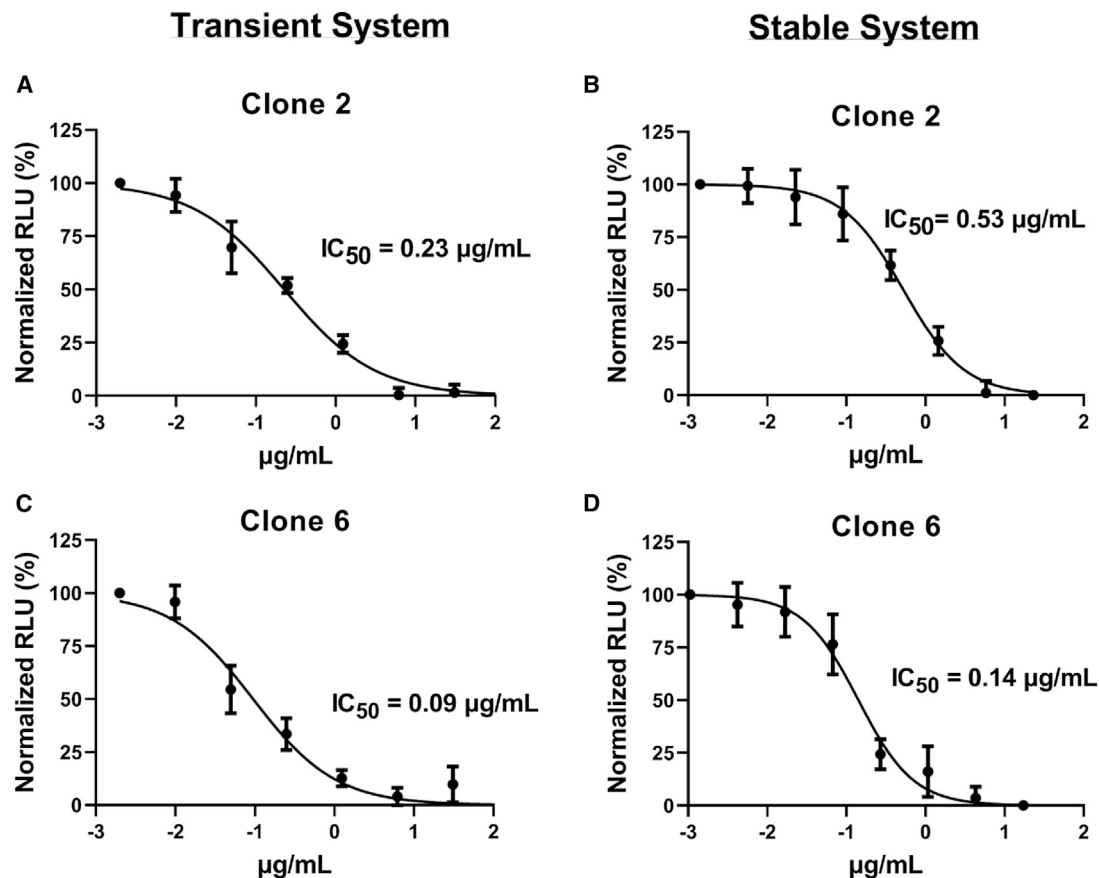 Transient System
Stable System
A
Clone 2
Normalized RLU (%)
125
100
75
50
25
0
IC50 = 0.23 µg/mL
-3 -2 -1 0 1 2
µg/mL
B
Clone 2
Normalized RLU (%)
125
100
75
50
25
0
IC50= 0.53 µg/mL
-3 -2 -1 0 1 2
µg/mL
C
Clone 6
Normalized RLU (%)
125
100
75
50
25
0
IC50 = 0.09 µg/mL
-3 -2 -1 0 1 2
µg/mL
D
Clone 6
Normalized RLU (%)
125
100
75
50
25
0
IC50 = 0.14 µg/mL
-3 -2 -1 0 1 2
µg/mL